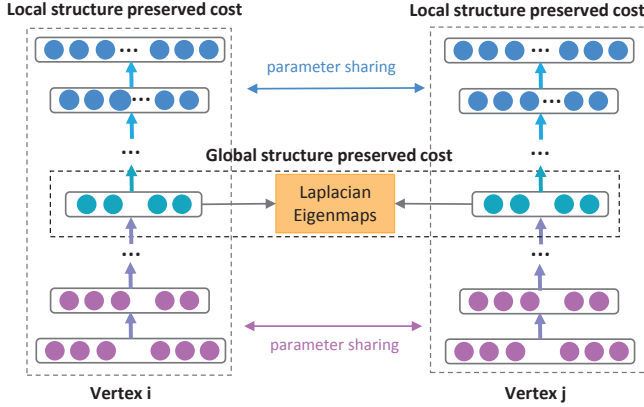 Local structure preserved cost
Local structure preserved cost
...
...
parameter sharing
...
...
...
...
Global structure preserved cost
Laplacian
Eigenmaps
...
...
parameter sharing
Vertex i
Vertex j